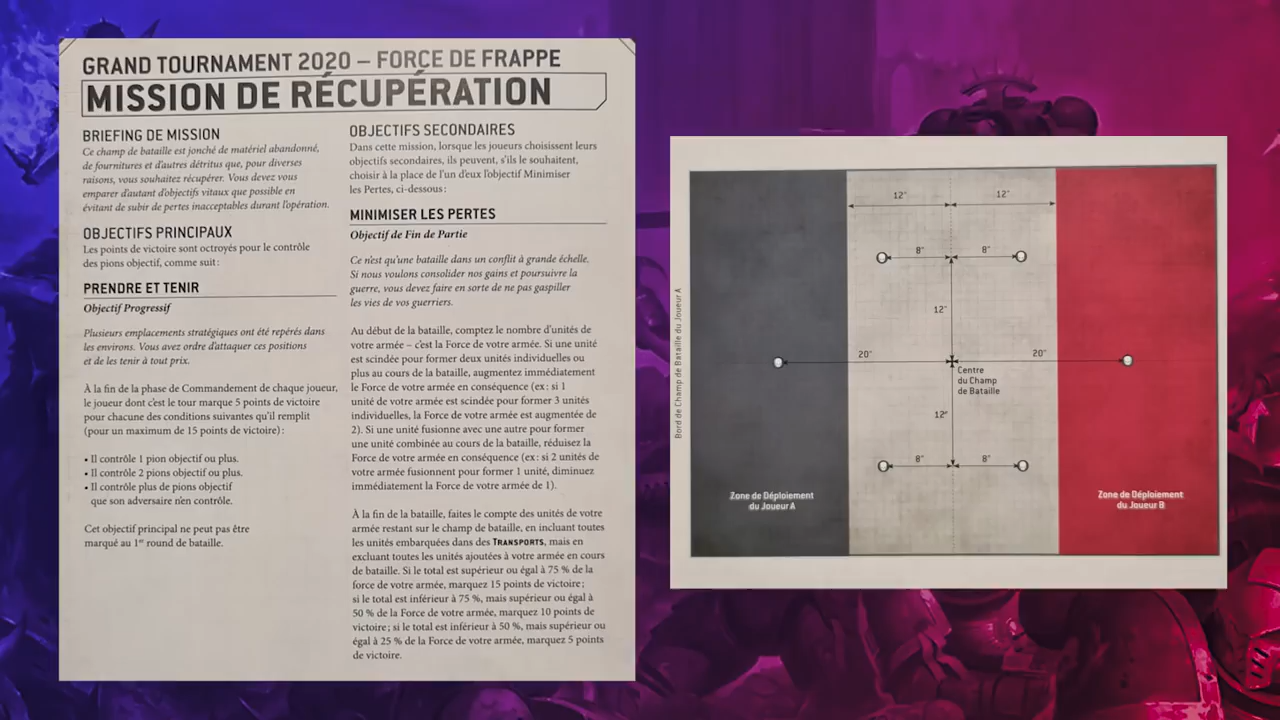 GRAND TOURNAMENT 2020 – FORCE DE FRAPPE
MISSION DE RÉCUPÉRATION
BRIEFING DE MISSION
Ce champ de bataille est jonché de matériel abandonné,
de fournitures et d'autres détritus que, pour diverses
raisons, vous souhaitez récupérer. Vous devez vous
emparer d'autant d'objectifs vitaux que possible en
évitant de subir de pertes inacceptables durant l'opération.
OBJECTIFS PRINCIPAUX
Les points de victoire sont octroyés pour le contrôle
des pions objectif, comme suit :
PRENDRE ET TENIR
Objectif Progressif
Plusieurs emplacements stratégiques ont été repérés dans
les environs. Vous avez ordre d'attaquer ces positions
et de les tenir à tout prix.
À la fin de la phase de Commandement de chaque joueur,
le joueur dont c'est le tour marque 5 points de victoire
pour chacune des conditions suivantes qu'il remplit
(pour un maximum de 15 points de victoire) :
• Il contrôle 1 pion objectif ou plus.
• Il contrôle 2 pions objectif ou plus.
• Il contrôle plus de pions objectif
que son adversaire n'en contrôle.
Cet objectif principal ne peut pas être
marqué au 1er round de bataille.
OBJECTIFS SECONDAIRES
Dans cette mission, lorsque les joueurs choisissent leurs
objectifs secondaires, ils peuvent, s'ils le souhaitent,
choisir à la place de l'un d'eux l'objectif Minimiser
les Pertes, ci-dessous :
MINIMISER LES PERTES
Objectif de Fin de Partie
Ce n'est qu'une bataille dans un conflit à grande échelle.
Si nous voulons consolider nos gains et poursuivre la
guerre, vous devez faire en sorte de ne pas gaspiller
les vies de vos guerriers.
Au début de la bataille, comptez le nombre d'unités de
votre armée – c'est la Force de votre armée. Si une unité
est scindée pour former deux unités individuelles ou
plus au cours de la bataille, augmentez immédiatement
le Force de votre armée en conséquence (ex : si 1
unité de votre armée est scindée pour former 3 unités
individuelles, la Force de votre armée est augmentée de
2). Si une unité fusionne avec une autre pour former
une unité combinée au cours de la bataille, réduisez la
Force de votre armée en conséquence (ex : si 2 unités de
votre armée fusionnent pour former 1 unité, diminuez
immédiatement la Force de votre armée de 1).
À la fin de la bataille, faites le compte des unités de votre
armée restant sur le champ de bataille, en incluant toutes
les unités embarquées dans des TRANSPORTS, mais en
excluant toutes les unités ajoutées à votre armée en cours
de bataille. Si le total est supérieur ou égal à 75 % de la
force de votre armée, marquez 15 points de victoire ;
si le total est inférieur à 75 %, mais supérieur ou égal à
50 % de la Force de votre armée, marquez 10 points de
victoire ; si le total est inférieur à 50 %, mais supérieur ou
égal à 25 % de la Force de votre armée, marquez 5 points
de victoire.
12" 12"
8" 8"
12"
20" 20"
Centre
du Champ
de Bataille
12"
8" 8"
Bord de Champ de Bataille du Joueur A
Zone de Déploiement
du Joueur A
Zone de Déploiement
du Joueur B